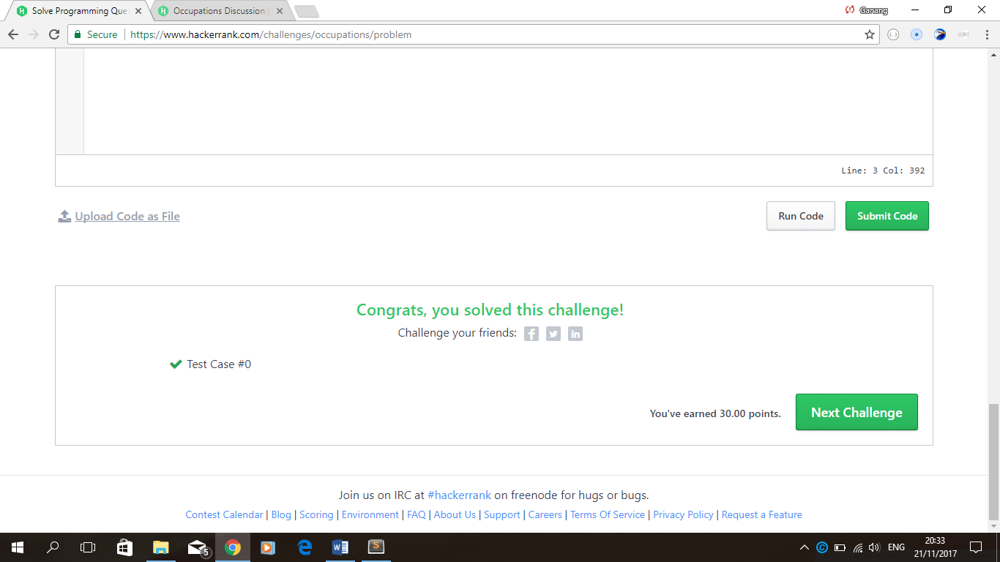 Solve Programming Que
Occupations Discussion
Ganang
Secure
https://www.hackerrank.com/challenges/occupations/problem
Line: 3 Col: 392
Upload Code as File
Run Code
Submit Code
Congrats, you solved this challenge!
Challenge your friends:
Test Case #0
You've earned 30.00 points.
Next Challenge
Join us on IRC at #hackerrank on freenode for hugs or bugs.
Contest Calendar | Blog | Scoring | Environment | FAQ | About Us | Support | Careers | Terms Of Service | Privacy Policy | Request a Feature
5
ENG
20:33
21/11/2017